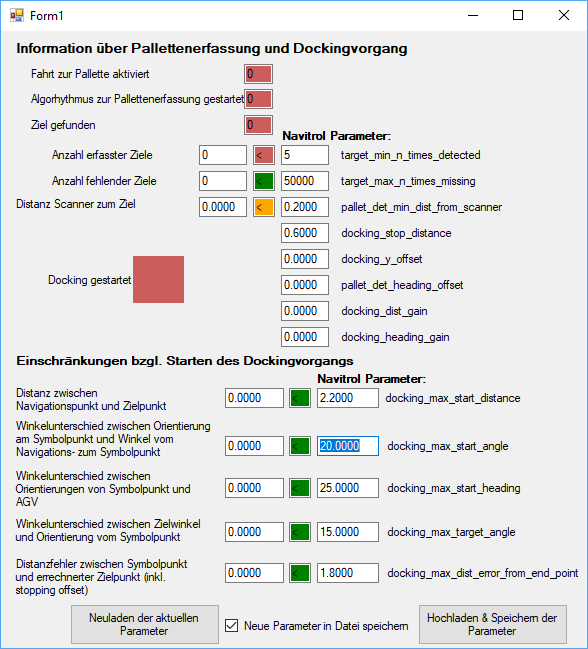 Form1
Information über Pallettenerfassung und Dockingvorgang
Fahrt zur Pallette aktiviert 0
Algorhythmus zur Pallettenerfassung gestartet 0
Ziel gefunden 0
Navitrol Parameter:
Anzahl erfasster Ziele 0 < 5 target_min_n_times_detected
Anzahl fehlender Ziele 0 < 50000 target_max_n_times_missing
Distanz Scanner zum Ziel 0.0000 < 0.2000 pallet_det_min_dist_from_scanner
0.6000 docking_stop_distance
0.0000 docking_y_offset
Docking gestartet
0.0000 pallet_det_heading_offset
0.0000 docking_dist_gain
0.0000 docking_heading_gain
Einschränkungen bzgl. Starten des Dockingvorgangs
Navitrol Parameter:
Distanz zwischen
Navigationspunkt und Zielpunkt
0.0000 < 2.2000 docking_max_start_distance
Winkelunterschied zwischen Orientierung
am Symbolpunkt und Winkel vom
Navigations- zum Symbolpunkt
0.0000 < 20.0000 docking_max_start_angle
Winkelunterschied zwischen
Orientierungen von Symbolpunkt und
AGV
0.0000 < 25.0000 docking_max_start_heading
Winkelunterschied zwischen Zielwinkel
und Orientierung vom Symbolpunkt
0.0000 < 15.0000 docking_max_target_angle
Distanzfehler zwischen Symbolpunkt
und errechneter Zielpunkt (inkl.
stopping offset)
0.0000 < 1.8000 docking_max_dist_error_from_end_point
Neuladen der aktuellen
Parameter
Neue Parameter in Datei speichern
Hochladen & Speichern der
Parameter